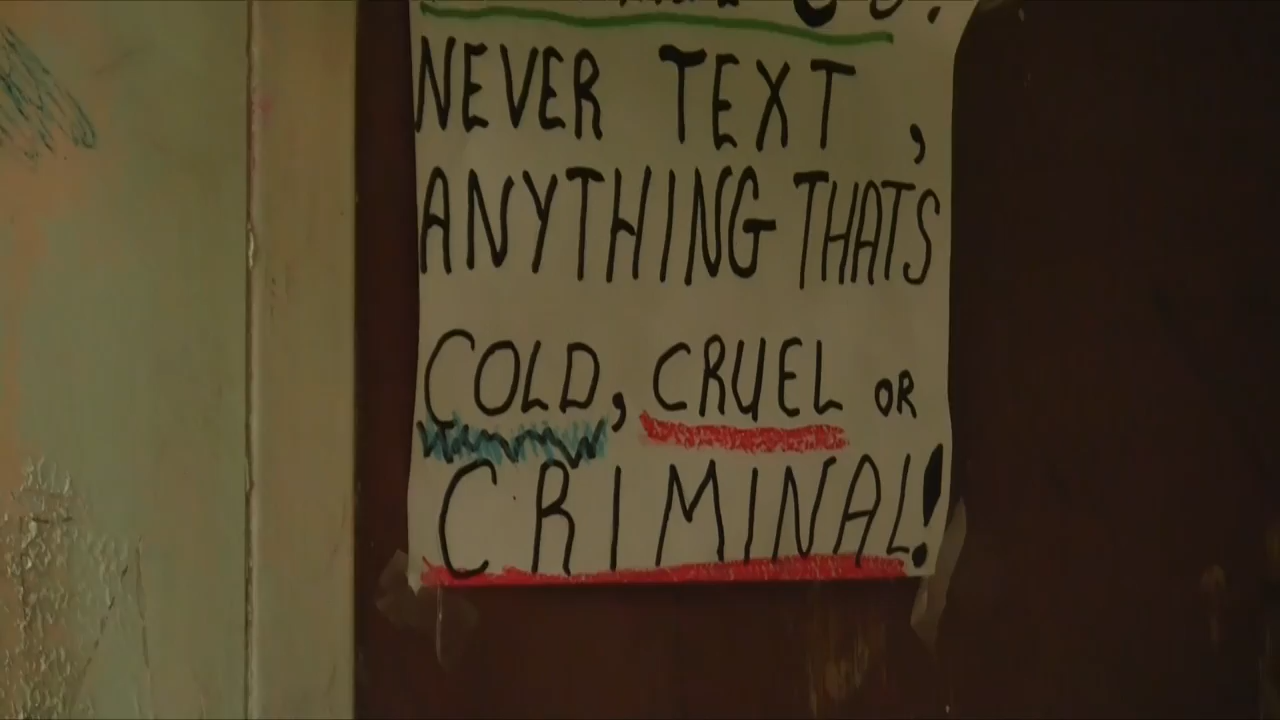 NEVER TEXT,
ANYTHING THATS
COLD, CRUEL OR
CRIMINAL!